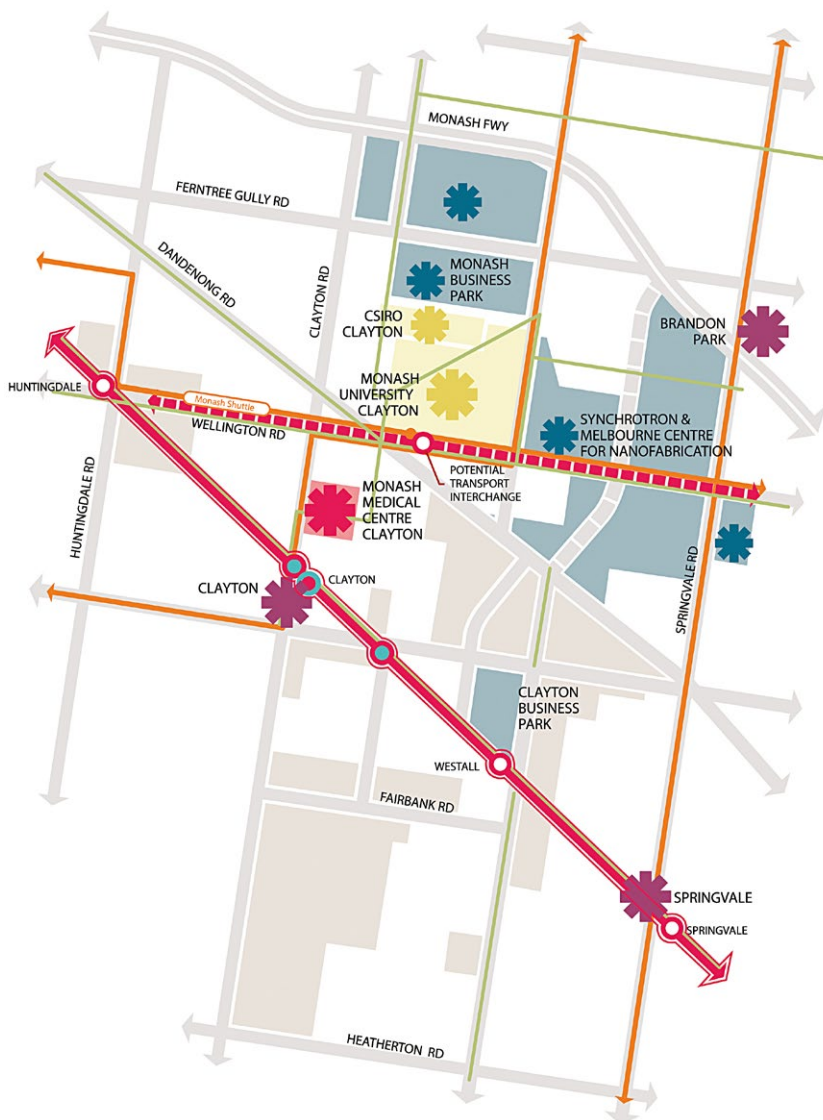 MONASH FWY
FERNTREE GULLY RD
DANDENONG RD
CLAYTON RD
MONASH
BUSINESS
PARK
CSIRO
CLAYTON
BRANDON
PARK
MONASH
UNIVERSITY
CLAYTON
HUNTINGDALE
Monash Shuttle
WELLINGTON RD
SYNCHROTRON &
MELBOURNE CENTRE
FOR NANOFABRICATION
POTENTIAL
TRANSPORT
INTERCHANGE
MONASH
MEDICAL
CENTRE
CLAYTON
HUNTINGDALE RD
CLAYTON
CLAYTON
SPRINGVALE RD
CLAYTON
BUSINESS
PARK
WESTALL
FAIRBANK RD
SPRINGVALE
SPRINGVALE
HEATHERTON RD